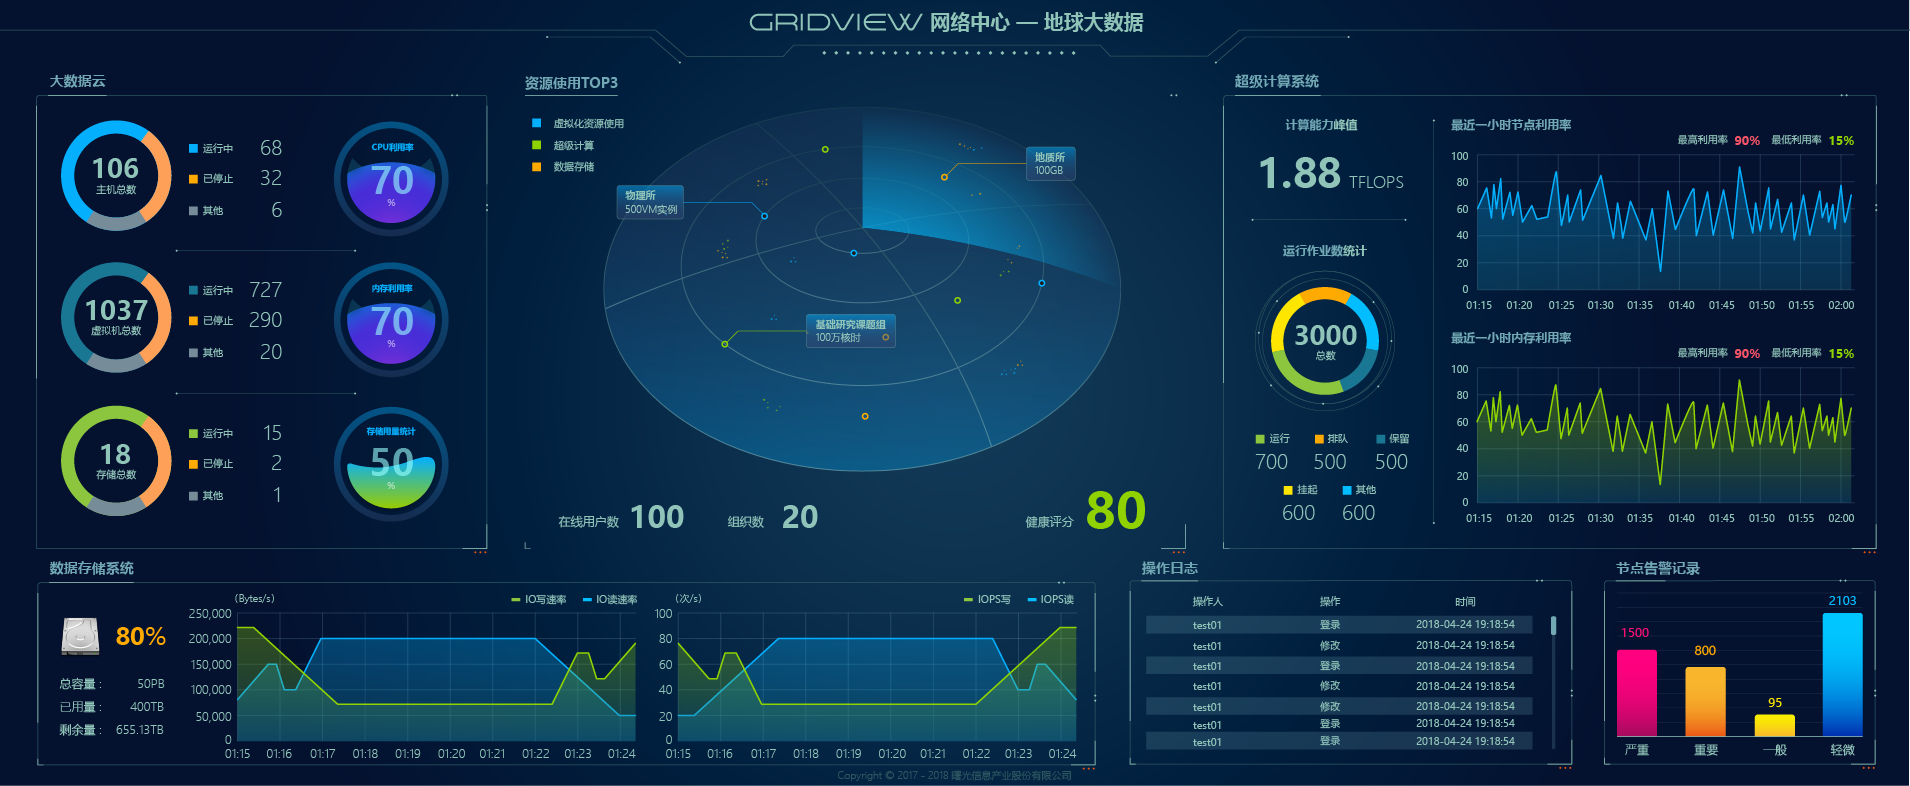 GRIDVIEW 网络中心 — 地球大数据
大数据云
106
主机总数
运行中 68
已停止 32
其他 6
CPU利用率
70
%
1037
虚拟机总数
运行中 727
已停止 290
其他 20
内存利用率
70
%
18
存储总数
运行中 15
已停止 2
其他 1
存储用量统计
50
%
资源使用TOP3
虚拟化资源使用
超级计算
数据存储
地质所
100GB
物理所
500VM实例
基础研究课题组
100万核时
在线用户数 100
组织数 20
健康评分 80
超级计算系统
计算能力峰值
1.88 TFLOPS
运行作业数统计
3000
总数
运行 排队 保留
700 500 500
挂起 其他
600 600
最近一小时节点利用率
最高利用率 90% 最低利用率 15%
100
80
60
40
20
0
01:15 01:20 01:25 01:30 01:35 01:40 01:45 01:50 01:55 02:00
最近一小时内存利用率
最高利用率 90% 最低利用率 15%
100
80
60
40
20
0
01:15 01:20 01:25 01:30 01:35 01:40 01:45 01:50 01:55 02:00
数据存储系统
80%
总容量： 50PB
已用量： 400TB
剩余量： 655.13TB
(Bytes/s) IO写速率 IO读速率
250,000
200,000
150,000
100,000
50,000
0
01:15 01:16 01:17 01:18 01:19 01:20 01:21 01:22 01:23 01:24
(次/s) IOPS写 IOPS读
100
80
60
40
20
0
01:15 01:16 01:17 01:18 01:19 01:20 01:21 01:22 01:23 01:24
操作日志
操作人 操作 时间
test01 登录 2018-04-24 19:18:54
test01 修改 2018-04-24 19:18:54
test01 登录 2018-04-24 19:18:54
test01 修改 2018-04-24 19:18:54
test01 修改 2018-04-24 19:18:54
test01 登录 2018-04-24 19:18:54
test01 登录 2018-04-24 19:18:54
节点告警记录
1500 800 95 2103
严重 重要 一般 轻微
Copyright © 2017 - 2018 曙光信息产业股份有限公司